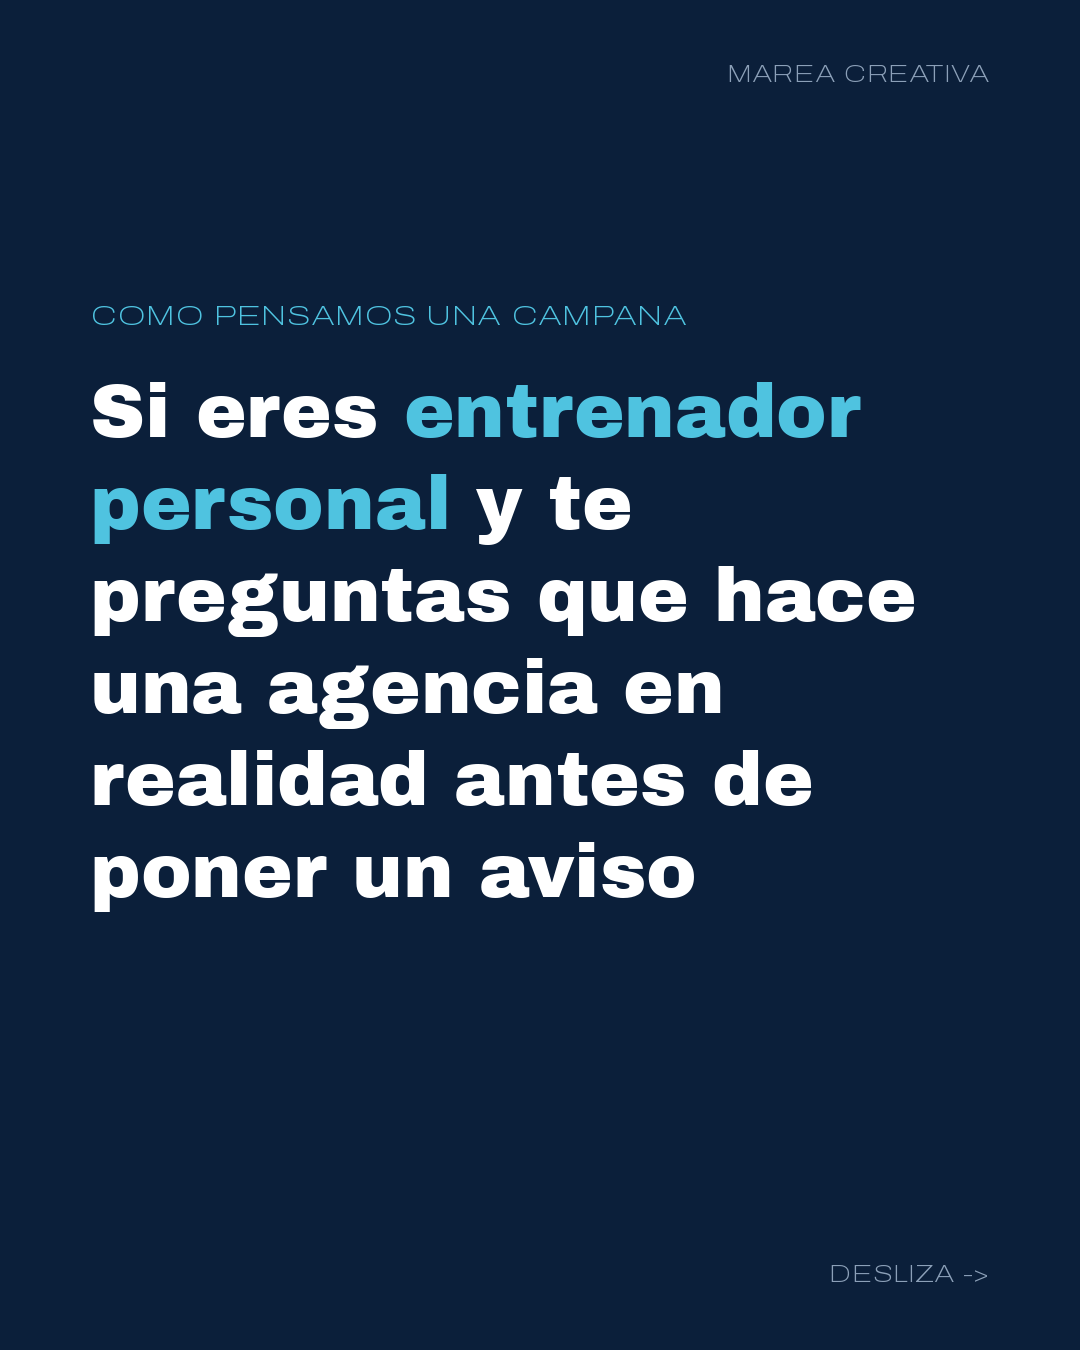 MAREA CREATIVA
COMO PENSAMOS UNA CAMPANA
Si eres entrenador
personal y te
preguntas que hace
una agencia en
realidad antes de
poner un aviso
DESLIZA ->